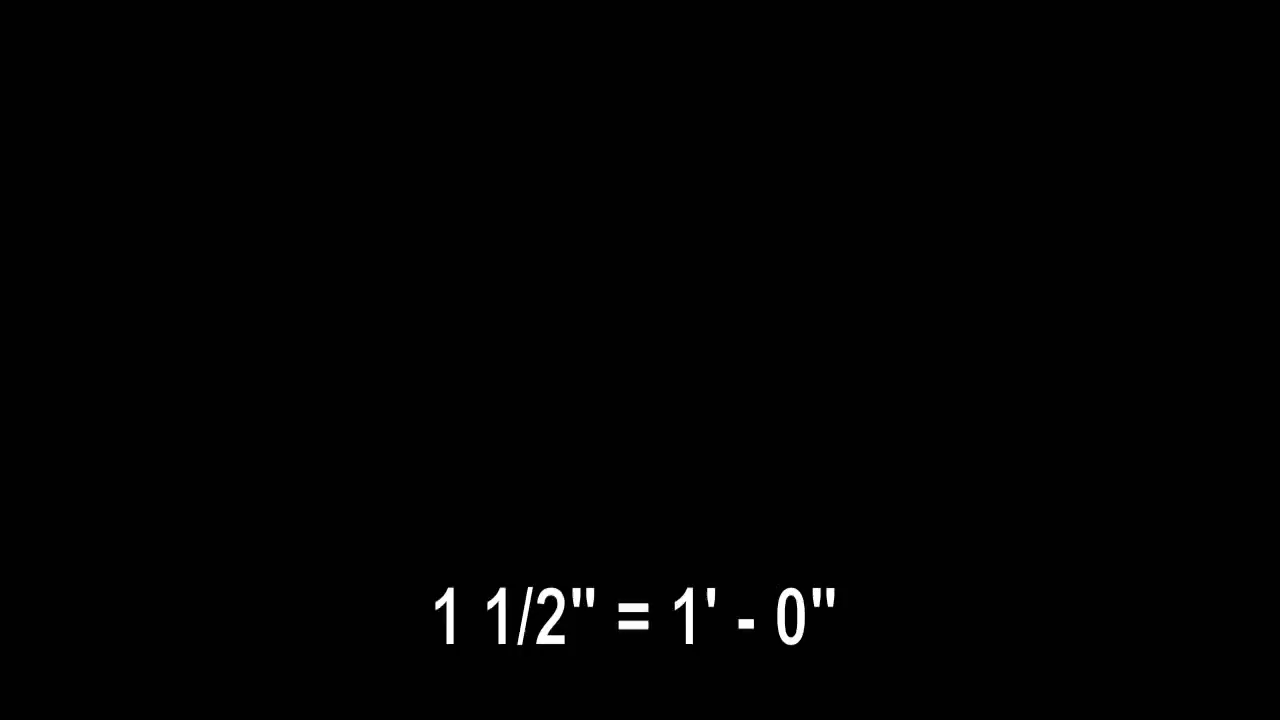 1 1/2" = 1' - 0"